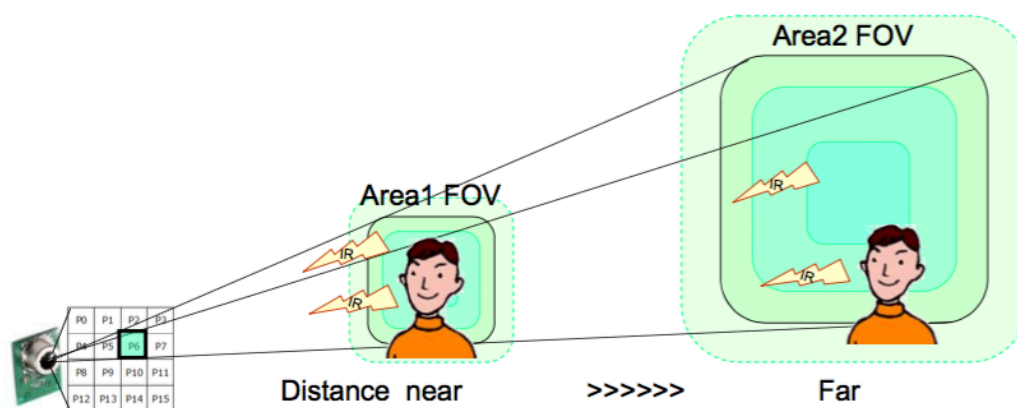 Area2 FOV
Area1 FOV
IR
IR
IR
IR
P0 P1 P2 P3
P4 P5 P6 P7
P8 P9 P10 P11
P12 P13 P14 P15
Distance near >>>>>> Far